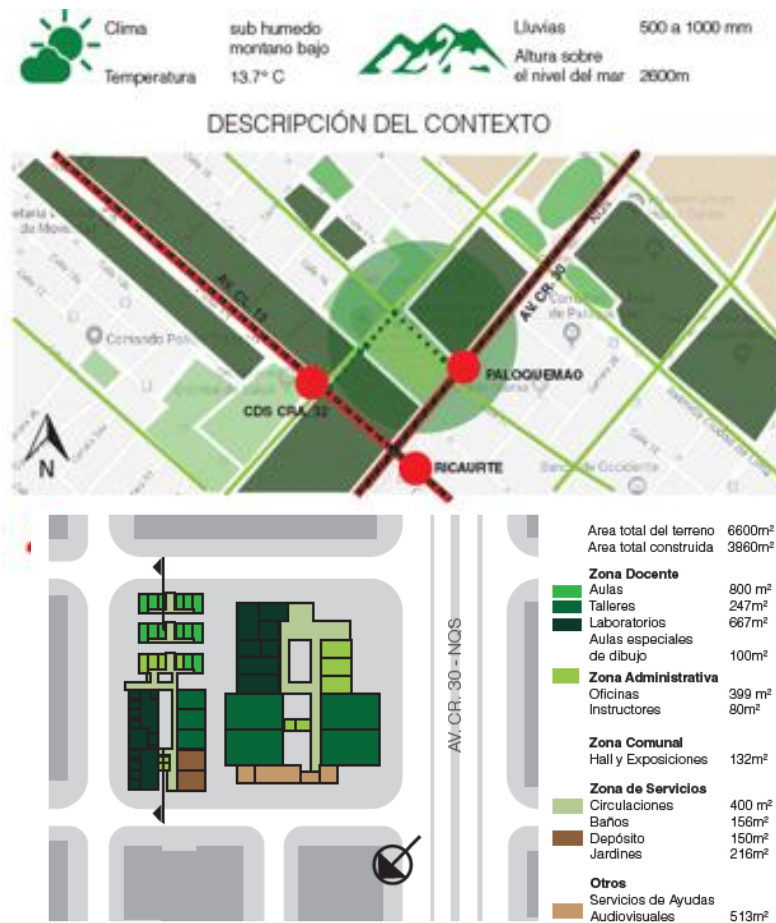 Clima sub humedo
montano bajo
Temperatura 13.7° C
Lluvias 500 a 1000 mm
Altura sobre
el nivel del mar 2600m
DESCRIPCIÓN DEL CONTEXTO
AV. CL. 13
AV. CR. 30
NQS
CDS CRA. 32
PALOQUEMAO
RICAURTE
N
AV. CR. 30 - NQS
Area total del terreno 6600m²
Area total construida 3960m²
Zona Docente
Aulas 800 m²
Talleres 247m²
Laboratorios 667m²
Aulas especiales
de dibujo 100m²
Zona Administrativa
Oficinas 399 m²
Instructores 80m²
Zona Comunal
Hall y Exposiciones 132m²
Zona de Servicios
Circulaciones 400 m²
Baños 156m²
Depósito 150m²
Jardines 216m²
Otros
Servicios de Ayudas
Audiovisuales 513m²